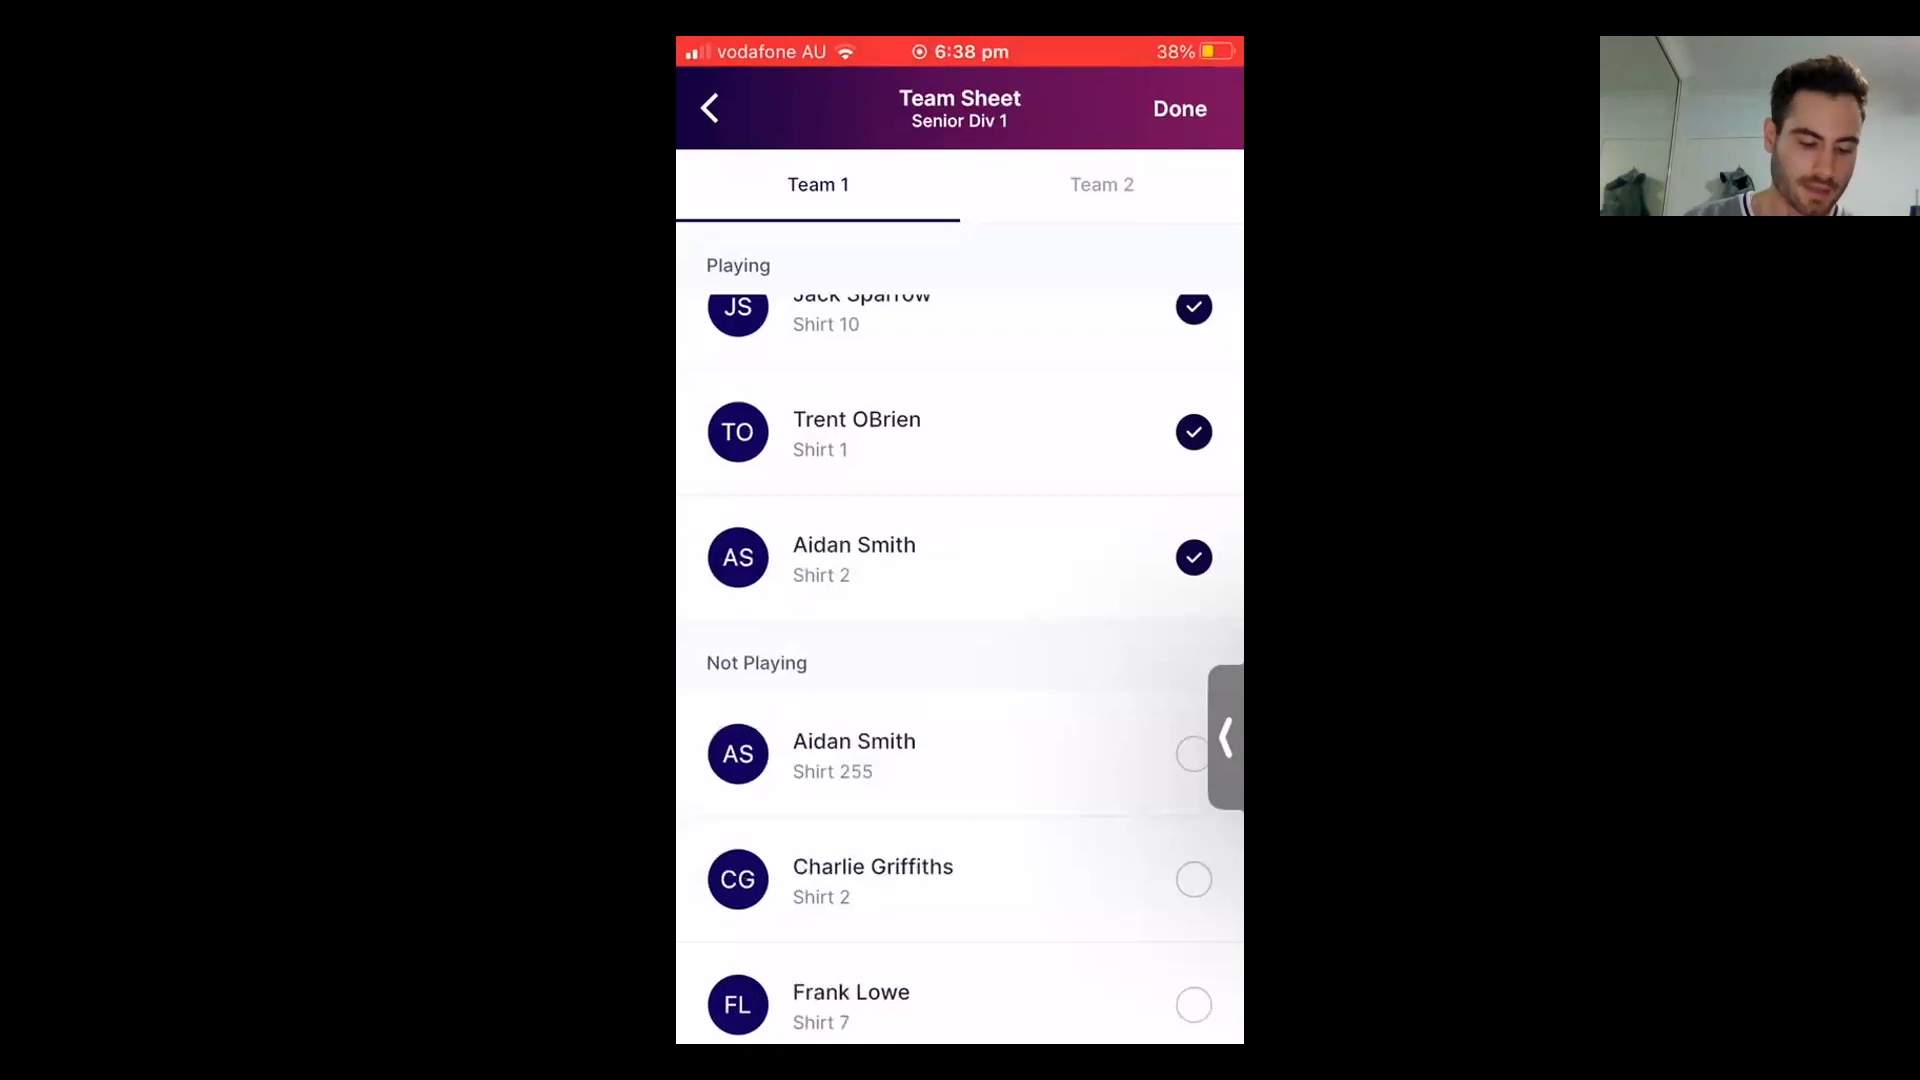 vodafone AU 6:38 pm 38%
Team Sheet
Senior Div 1
Done
Team 1 Team 2
Playing
JS Jack Sparrow
Shirt 10
TO Trent OBrien
Shirt 1
AS Aidan Smith
Shirt 2
Not Playing
AS Aidan Smith
Shirt 255
CG Charlie Griffiths
Shirt 2
FL Frank Lowe
Shirt 7